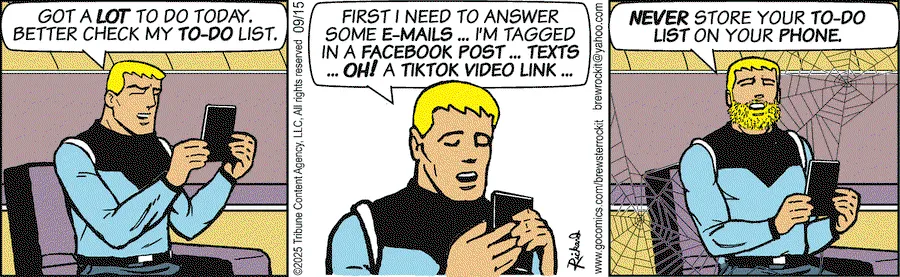 GOT A LOT TO DO TODAY.
BETTER CHECK MY TO-DO LIST.
©2025 Tribune Content Agency, LLC, All rights reserved 09/15
FIRST I NEED TO ANSWER
SOME E-MAILS ... I'M TAGGED
IN A FACEBOOK POST ... TEXTS
... OH! A TIKTOK VIDEO LINK ...
Rickard
www.gocomics.com/brewsterrockit brewrockit@yahoo.com
NEVER STORE YOUR TO-DO
LIST ON YOUR PHONE.